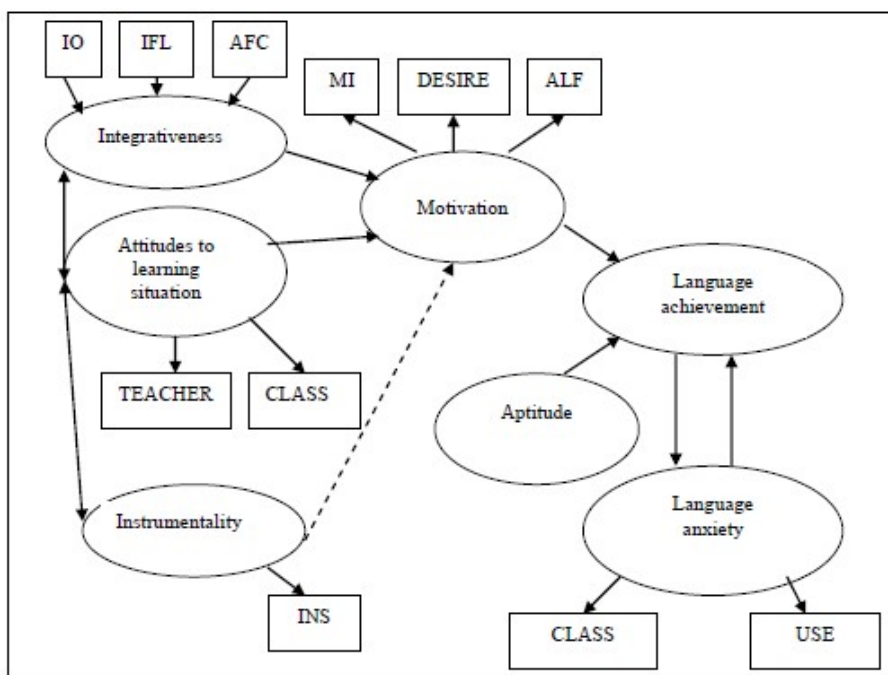 IO
IFL
AFC
MI
DESIRE
ALF
Integrativeness
Motivation
Attitudes to
learning
situation
Language
achievement
TEACHER
CLASS
Aptitude
Instrumentality
Language
anxiety
INS
CLASS
USE